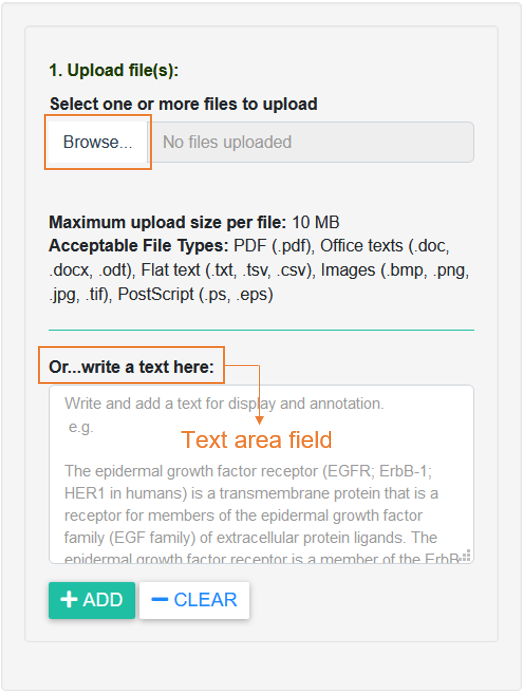 1. Upload file(s):
Select one or more files to upload
Browse... No files uploaded
Maximum upload size per file: 10 MB
Acceptable File Types: PDF (.pdf), Office texts (.doc,
.docx, .odt), Flat text (.txt, .tsv, .csv), Images (.bmp, .png,
.jpg, .tif), PostScript (.ps, .eps)
Or...write a text here:
Write and add a text for display and annotation.
e.g.
Text area field
The epidermal growth factor receptor (EGFR; ErbB-1;
HER1 in humans) is a transmembrane protein that is a
receptor for members of the epidermal growth factor
family (EGF family) of extracellular protein ligands. The
epidermal growth factor receptor is a member of the ErbB
ADD CLEAR